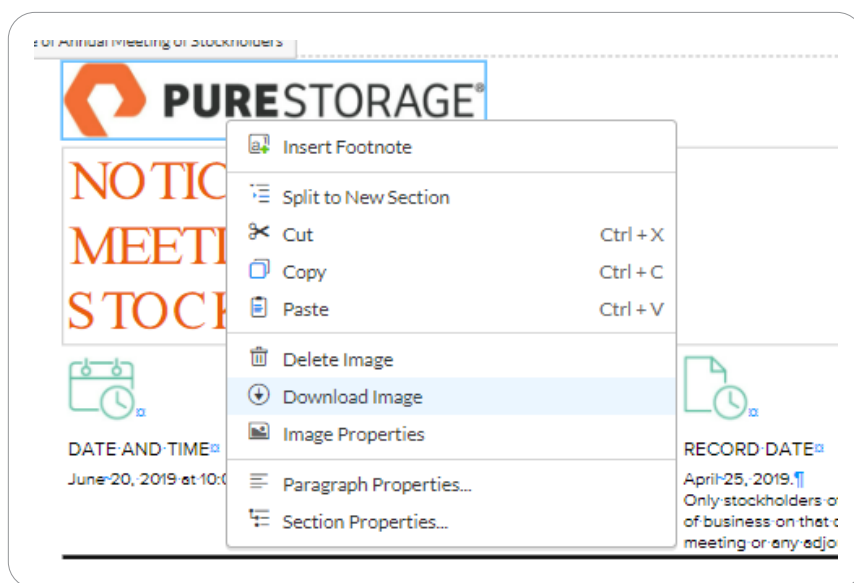 e of Annual Meeting of Stockholders
PURESTORAGE®
Insert Footnote
NOTIC
Split to New Section
MEETI
Cut Ctrl + X
Copy Ctrl + C
STOCK
Paste Ctrl + V
Delete Image
Download Image
Image Properties
DATE AND TIME
RECORD DATE
June 20, 2019 at 10:0
April 25, 2019.¶
Paragraph Properties...
Only stockholders o
Section Properties...
of business on that
meeting or any adjo